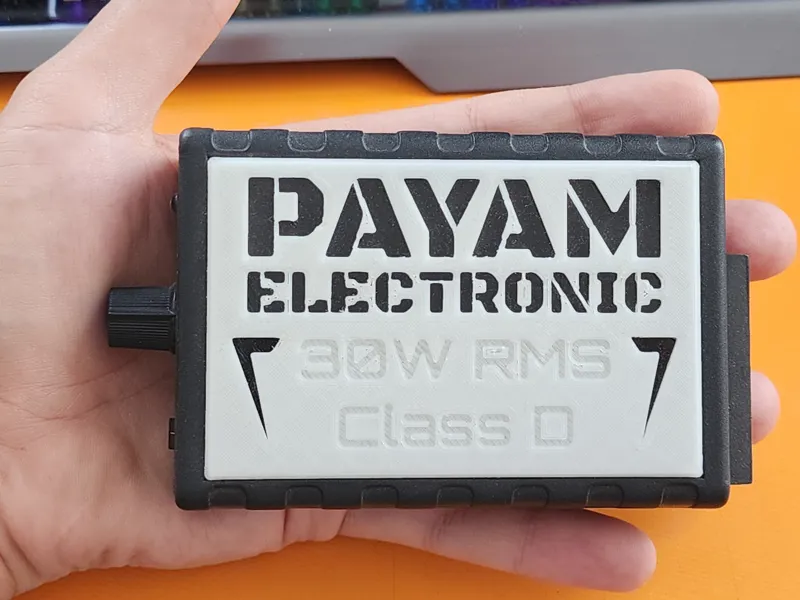 PAYAM
ELECTRONIC
30W RMS
Class D